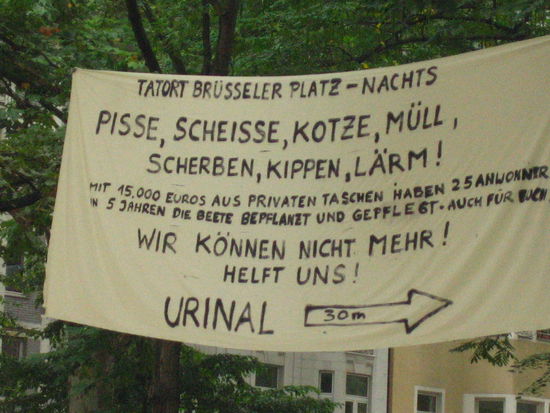 TATORT BRÜSSELER PLATZ - NACHTS
PISSE, SCHEISSE, KOTZE, MÜLL,
SCHERBEN, KIPPEN, LÄRM!
MIT 15.000 EUROS AUS PRIVATEN TASCHEN HABEN 25 ANWOHNER
IN 5 JAHREN DIE BEETE BEPFLANZT UND GEPFLEGT - AUCH FÜR EUCH
WIR KÖNNEN NICHT MEHR!
HELFT UNS!
URINAL 30m